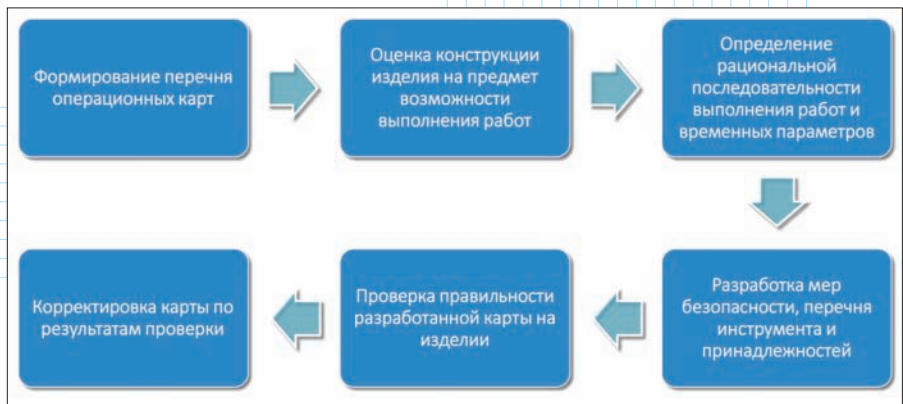 Формирование перечня
операционных карт
Оценка конструкции
изделия на предмет
возможности
выполнения работ
Определение
рациональной
последовательности
выполнения работ и
временных параметров
Разработка мер
безопасности, перечня
инструмента и
принадлежностей
Проверка правильности
разработанной карты на
изделии
Корректировка карты по
результатам проверки